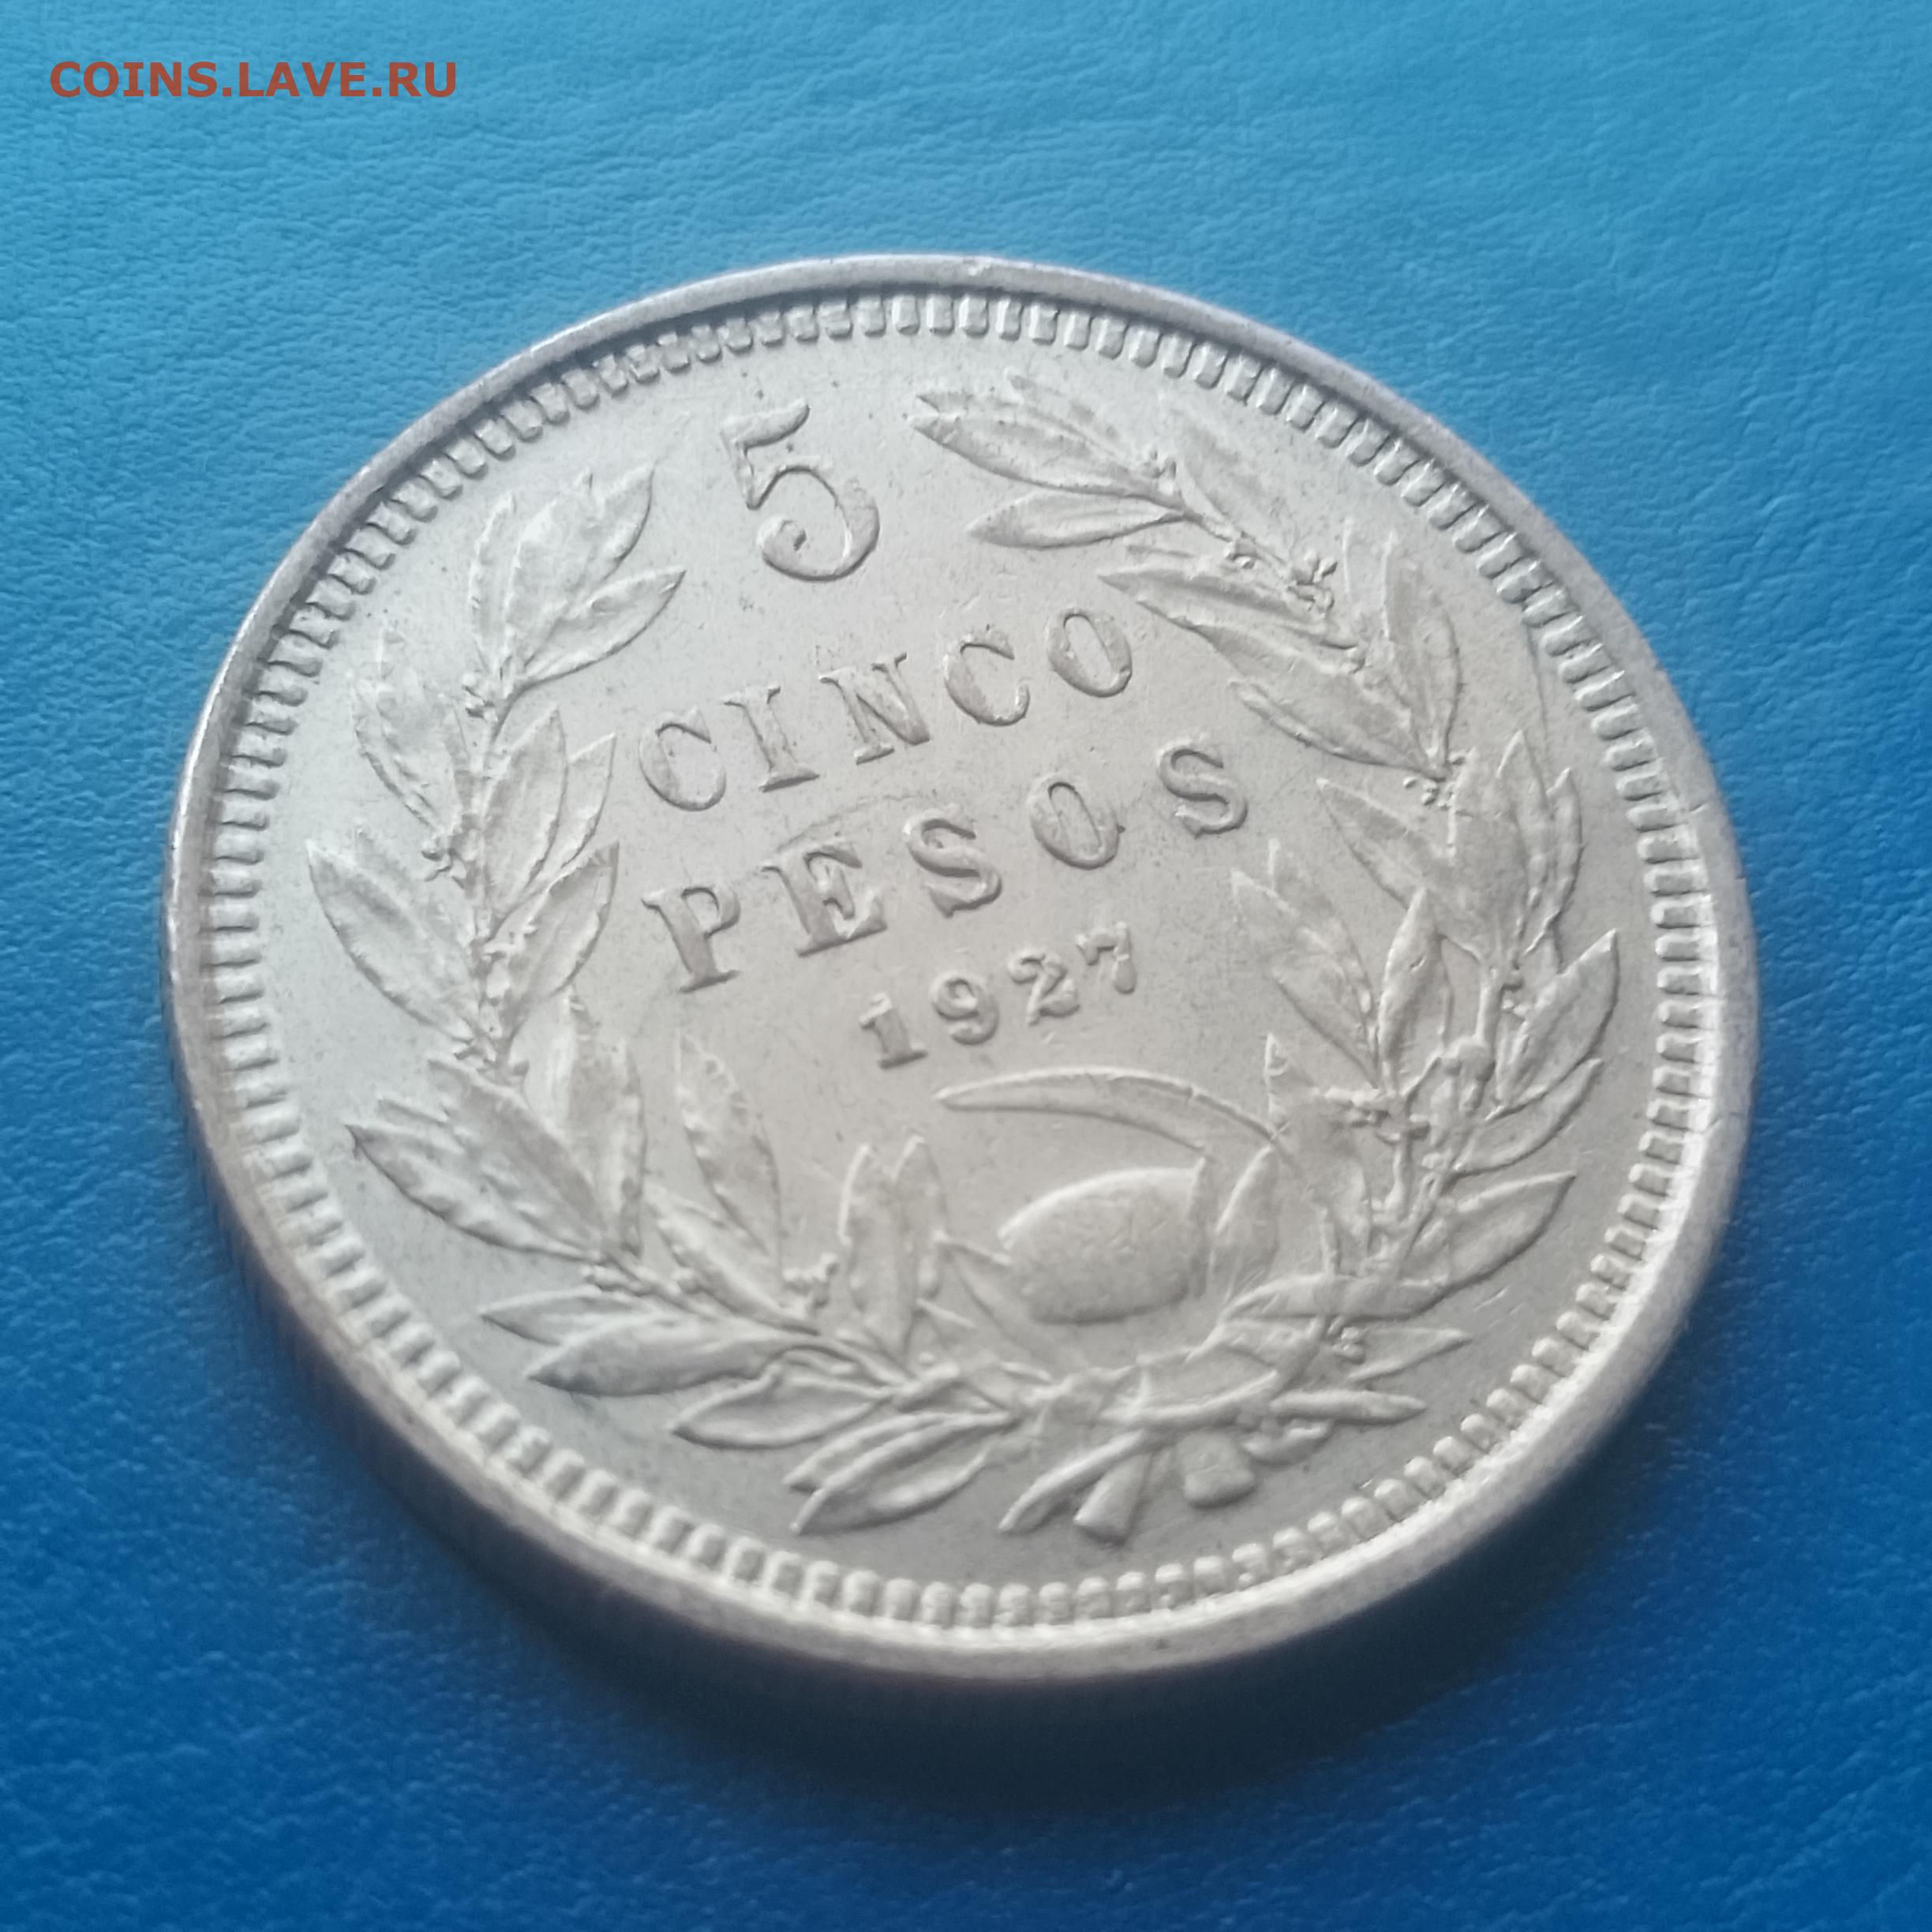 COINS.LAVE.RU
5
CINCO
PESOS
1927